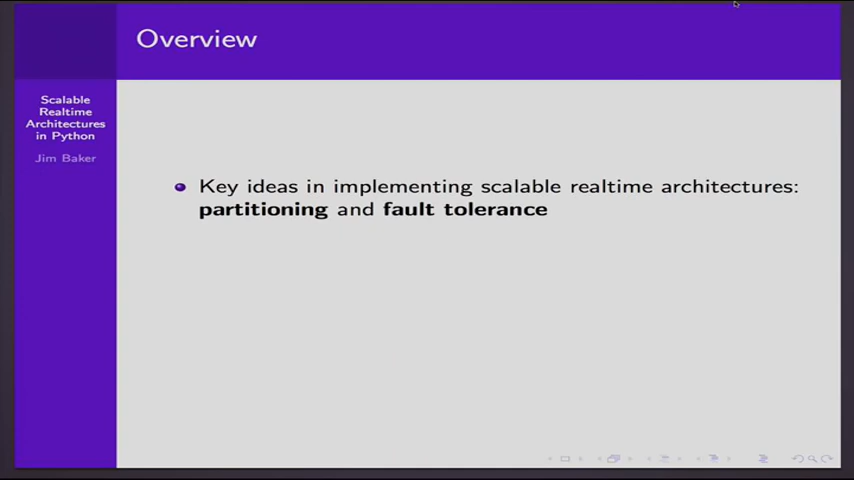 Overview
Scalable
Realtime
Architectures
in Python
Jim Baker
Key ideas in implementing scalable realtime architectures:
partitioning and fault tolerance